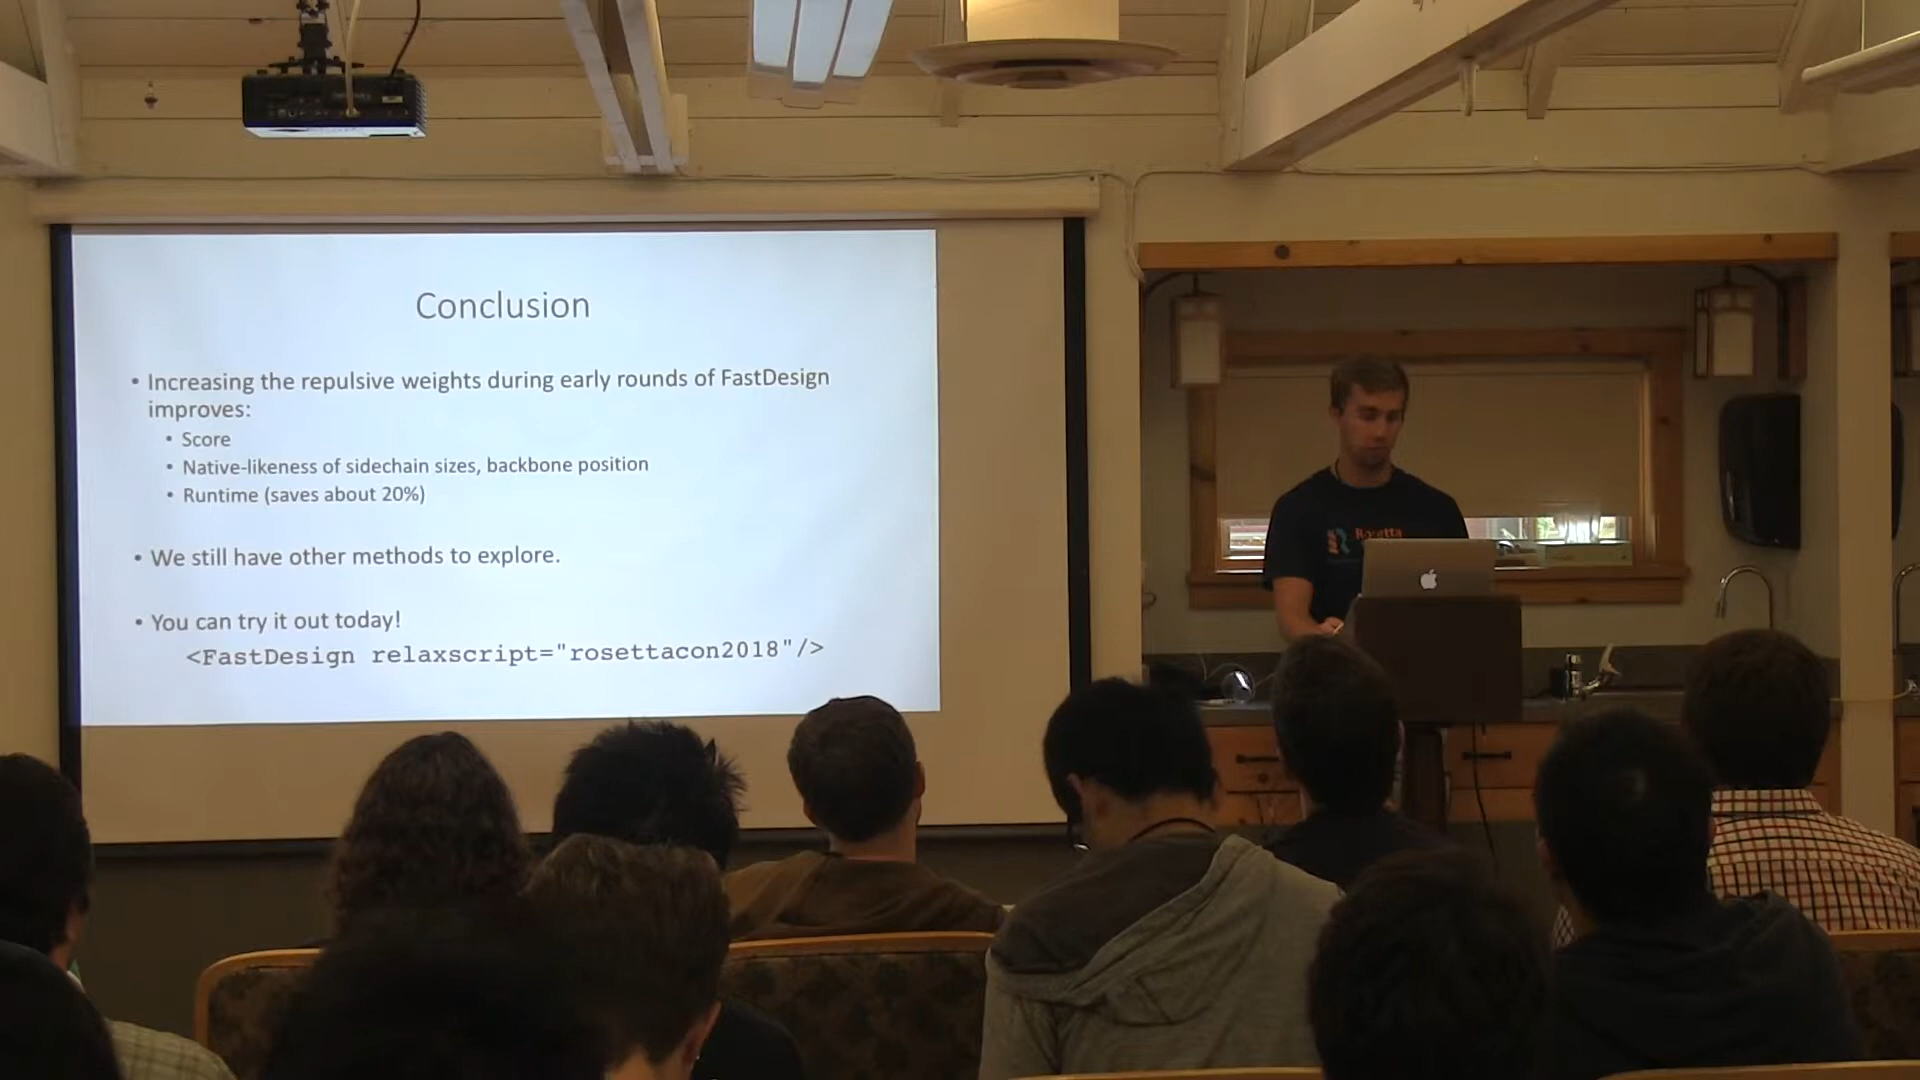 Conclusion
• Increasing the repulsive weights during early rounds of FastDesign
improves:
• Score
• Native-likeness of sidechain sizes, backbone position
• Runtime (saves about 20%)
• We still have other methods to explore.
• You can try it out today!
<FastDesign relaxscript="rosettacon2018"/>
Rosetta